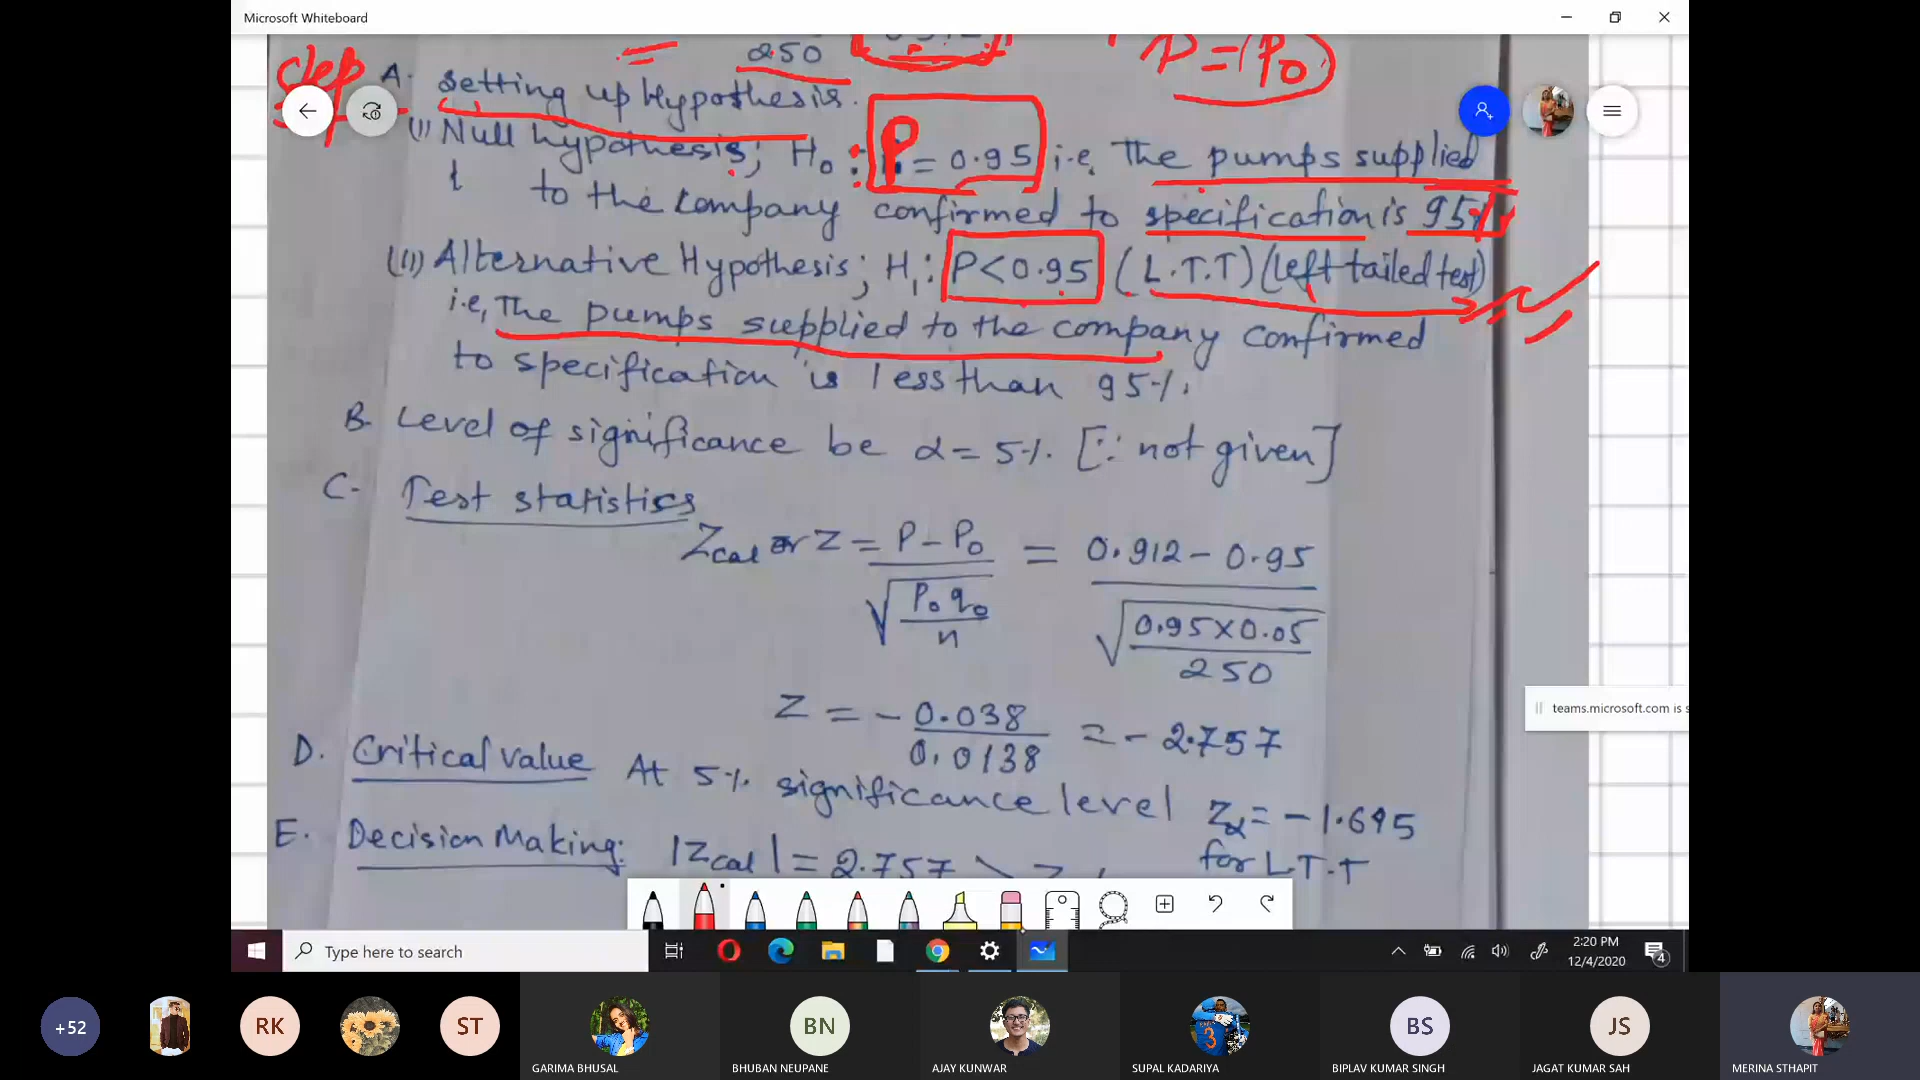 Microsoft Whiteboard
250
P = (P₀)
Step A. Setting up Hypothesis.
(i) Null hypothesis; H₀ : P = 0.95 i.e. The pumps supplied
to the company confirmed to specification is 95%
(ii) Alternative Hypothesis; H₁: P<0.95 (L.T.T) (Left tailed test)
i.e, The pumps supplied to the company confirmed
to specification is less than 95%.
B. Level of significance be α = 5%. [∵ not given]
C. Test statistics
Zcal or Z = P - P₀ / √(P₀ q₀ / n) = 0.912 - 0.95 / √(0.95×0.05 / 250)
Z = - 0.038 / 0.0138 = - 2.757
D. Critical value At 5% significance level Zα = -1.645
for L.T.T
E. Decision Making: |Zcal| = 2.757 >
teams.microsoft.com is s
Type here to search
2:20 PM
12/4/2020
4
+52
RK
ST
BN
BS
JS
GARIMA BHUSAL
BHUBAN NEUPANE
AJAY KUNWAR
SUPAL KADARIYA
BIPLAV KUMAR SINGH
JAGAT KUMAR SAH
MERINA STHAPIT